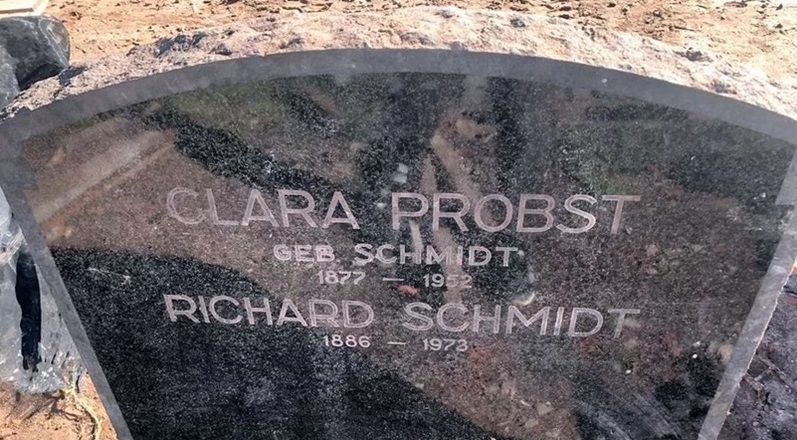 CLARA PROBST
GEB. SCHMIDT
1877 — 1952
RICHARD SCHMIDT
1886 — 1973